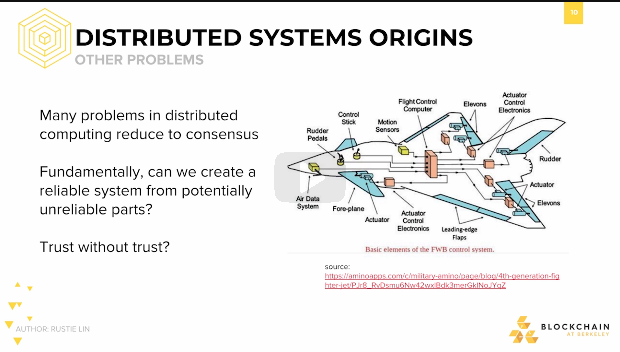 10
DISTRIBUTED SYSTEMS ORIGINS
OTHER PROBLEMS
Many problems in distributed
computing reduce to consensus
Fundamentally, can we create a
reliable system from potentially
unreliable parts?
Trust without trust?
Rudder
Pedals
Control
Stick
Motion
Sensors
Flight Control
Computer
Elevons
Actuator
Control
Electronics
Rudder
Actuator
Elevons
Air Data
System
Fore-plane
Actuator
Actuator
Control
Electronics
Leading-edge
Flaps
Basic elements of the FWB control system.
source:
https://aminoapps.com/c/military-amino/page/blog/4th-generation-fig
AUTHOR: RUSTIE LIN
BLOCKCHAIN
AT BERKELEY